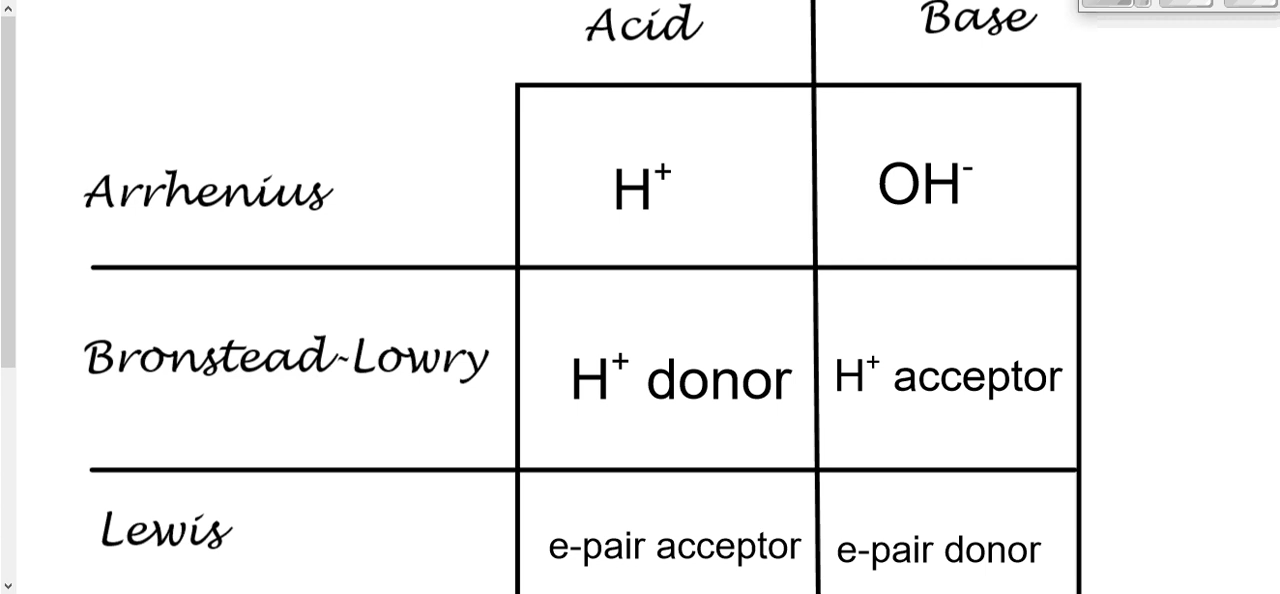 Acid Base
Arrhenius H⁺ OH⁻
Bronstead-Lowry H⁺ donor H⁺ acceptor
Lewis e-pair acceptor e-pair donor